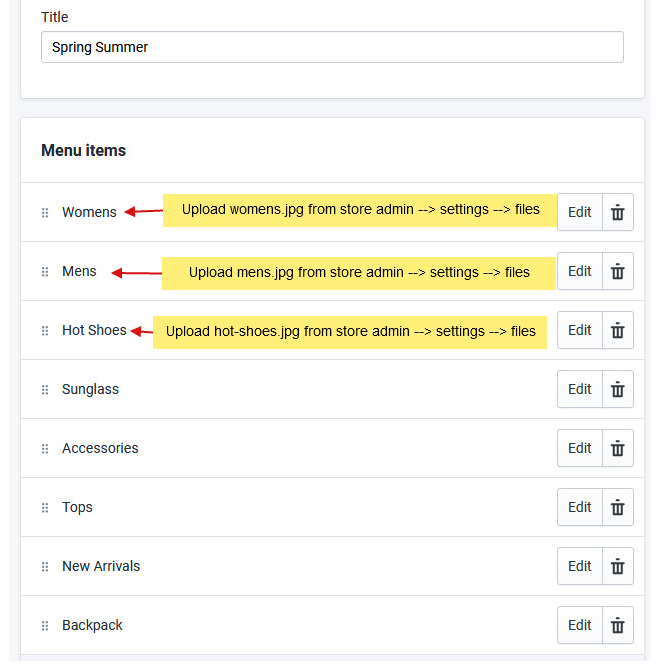 Title
Spring Summer
Menu items
Womens Upload womens.jpg from store admin --> settings --> files Edit
Mens Upload mens.jpg from store admin --> settings --> files Edit
Hot Shoes Upload hot-shoes.jpg from store admin --> settings --> files Edit
Sunglass Edit
Accessories Edit
Tops Edit
New Arrivals Edit
Backpack Edit